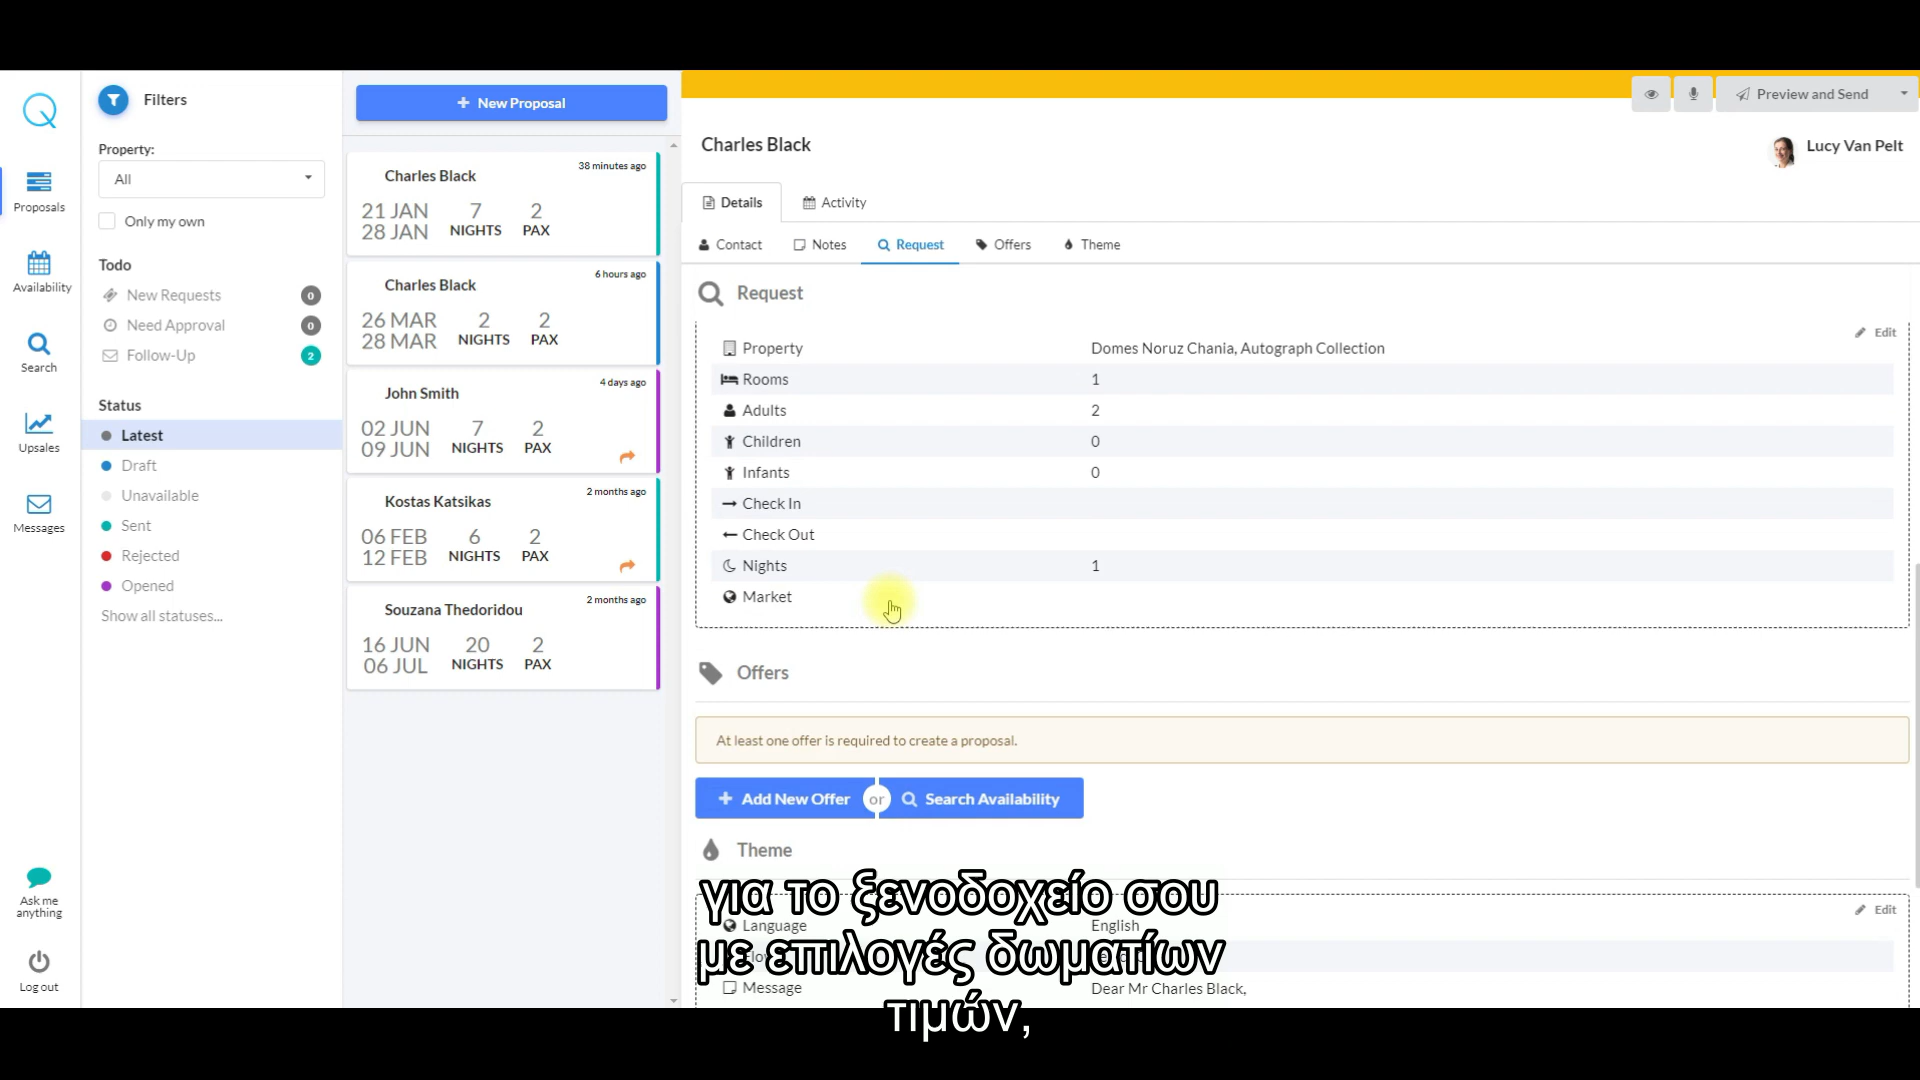 Filters
Property:
All
Only my own
Todo
New Requests 0
Need Approval 0
Follow-Up 2
Status
Latest
Draft
Unavailable
Sent
Rejected
Opened
Show all statuses...
Proposals
Availability
Search
Upsales
Messages
Ask me
anything
Log out
New Proposal
Charles Black 38 minutes ago
21 JAN 7 2
28 JAN NIGHTS PAX
Charles Black 6 hours ago
26 MAR 2 2
28 MAR NIGHTS PAX
John Smith 4 days ago
02 JUN 7 2
09 JUN NIGHTS PAX
Kostas Katsikas 2 months ago
06 FEB 6 2
12 FEB NIGHTS PAX
Souzana Thedoridou 2 months ago
16 JUN 20 2
06 JUL NIGHTS PAX
Preview and Send
Charles Black
Lucy Van Pelt
Details Activity
Contact Notes Request Offers Theme
Request
Edit
Property Domes Noruz Chania, Autograph Collection
Rooms 1
Adults 2
Children 0
Infants 0
Check In
Check Out
Nights 1
Market
Offers
At least one offer is required to create a proposal.
Add New Offer or Search Availability
Theme
Edit
Language English
Message Dear Mr Charles Black,
για το ξενοδοχείο σου
με επιλογές δωματίων
τιμών,